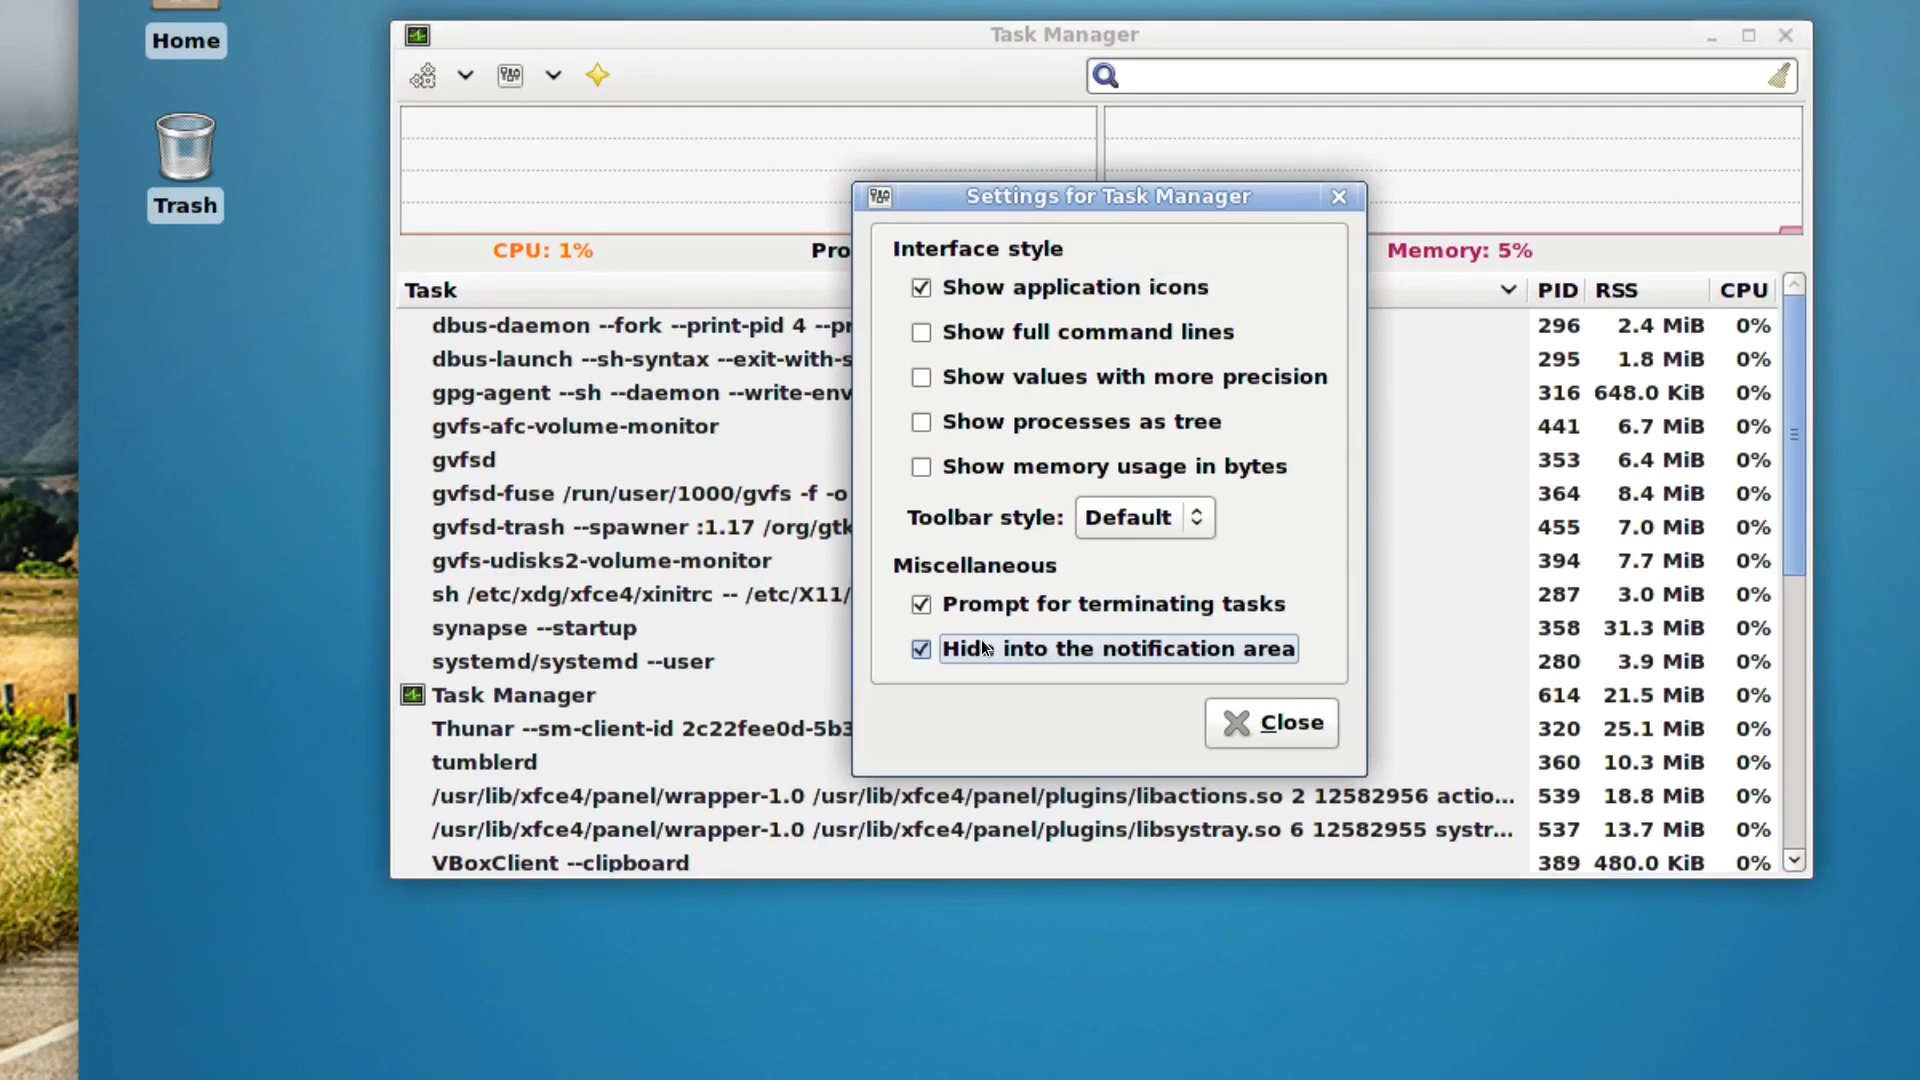 Home
Trash
Task Manager
CPU: 1%
Pro
Memory: 5%
Task
PID
RSS
CPU
dbus-daemon --fork --print-pid 4 --pr
296
2.4 MiB
0%
dbus-launch --sh-syntax --exit-with-s
295
1.8 MiB
0%
gpg-agent --sh --daemon --write-env
316
648.0 KiB
0%
gvfs-afc-volume-monitor
441
6.7 MiB
0%
gvfsd
353
6.4 MiB
0%
gvfsd-fuse /run/user/1000/gvfs -f -o
364
8.4 MiB
0%
gvfsd-trash --spawner :1.17 /org/gtk
455
7.0 MiB
0%
gvfs-udisks2-volume-monitor
394
7.7 MiB
0%
sh /etc/xdg/xfce4/xinitrc -- /etc/X11/
287
3.0 MiB
0%
synapse --startup
358
31.3 MiB
0%
systemd/systemd --user
280
3.9 MiB
0%
Task Manager
614
21.5 MiB
0%
Thunar --sm-client-id 2c22fee0d-5b3
320
25.1 MiB
0%
tumblerd
360
10.3 MiB
0%
/usr/lib/xfce4/panel/wrapper-1.0 /usr/lib/xfce4/panel/plugins/libactions.so 2 12582956 actio...
539
18.8 MiB
0%
/usr/lib/xfce4/panel/wrapper-1.0 /usr/lib/xfce4/panel/plugins/libsystray.so 6 12582955 systr...
537
13.7 MiB
0%
VBoxClient --clipboard
389
480.0 KiB
0%
Settings for Task Manager
Interface style
Show application icons
Show full command lines
Show values with more precision
Show processes as tree
Show memory usage in bytes
Toolbar style: Default
Miscellaneous
Prompt for terminating tasks
Hide into the notification area
Close